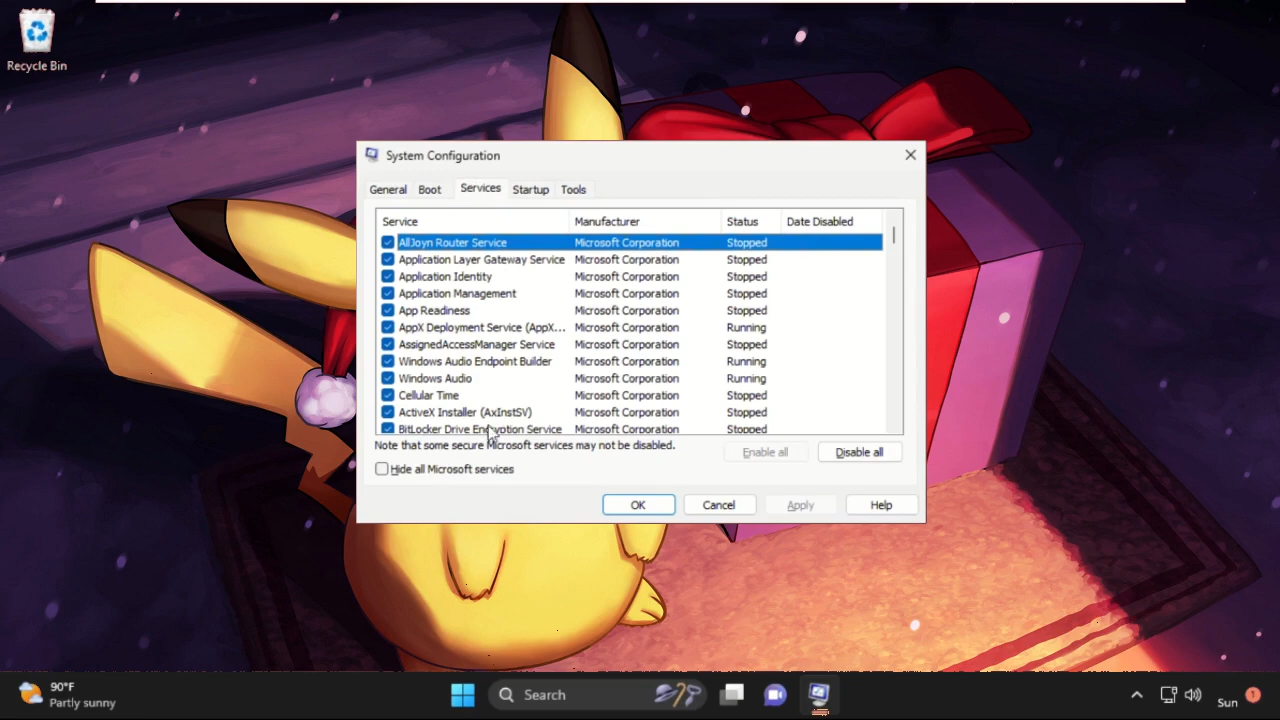 Recycle Bin
System Configuration
General Boot Services Startup Tools
Service Manufacturer Status Date Disabled
AllJoyn Router Service Microsoft Corporation Stopped
Application Layer Gateway Service Microsoft Corporation Stopped
Application Identity Microsoft Corporation Stopped
Application Management Microsoft Corporation Stopped
App Readiness Microsoft Corporation Stopped
AppX Deployment Service (AppX... Microsoft Corporation Running
AssignedAccessManager Service Microsoft Corporation Stopped
Windows Audio Endpoint Builder Microsoft Corporation Running
Windows Audio Microsoft Corporation Running
Cellular Time Microsoft Corporation Stopped
ActiveX Installer (AxInstSV) Microsoft Corporation Stopped
BitLocker Drive Encryption Service Microsoft Corporation Stopped
Note that some secure Microsoft services may not be disabled.
Enable all Disable all
Hide all Microsoft services
OK Cancel Apply Help
90°F
Partly sunny
Search
Sun 1